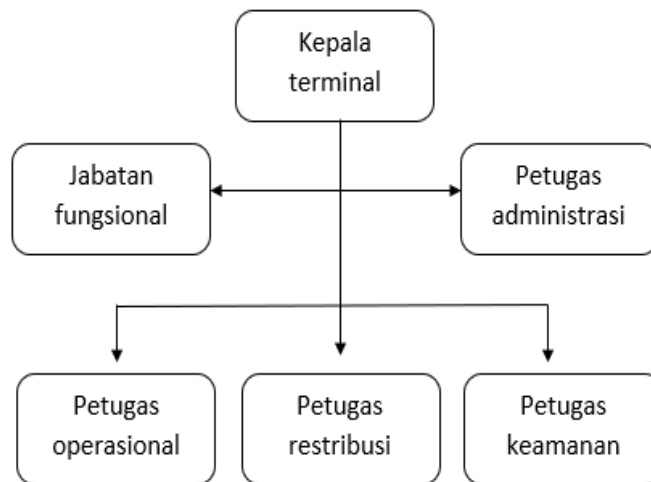 Kepala
terminal
Jabatan
fungsional
Petugas
administrasi
Petugas
operasional
Petugas
restribusi
Petugas
keamanan